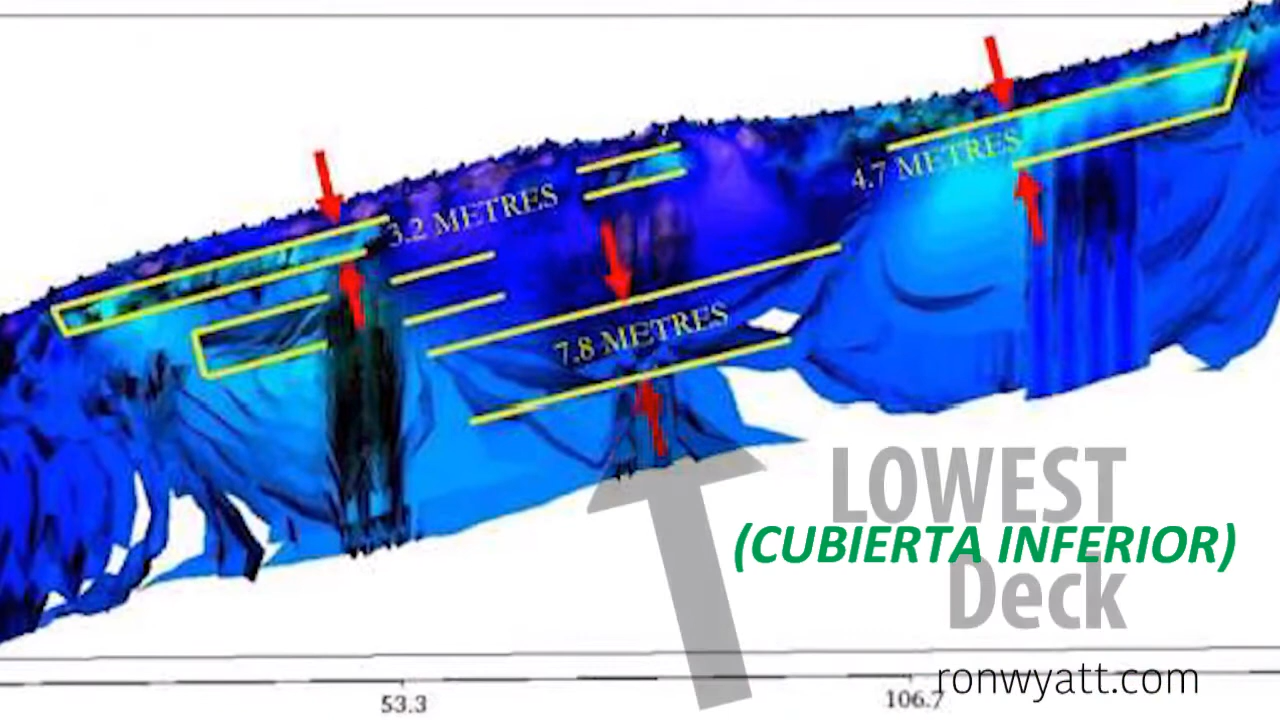 4.7 METRES
3.2 METRES
7.8 METRES
LOWEST
(CUBIERTA INFERIOR)
Deck
ronwyatt.com
53.3
106.7